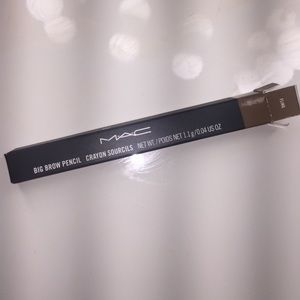 MAC
BIG BROW PENCIL CRAYON SOURCILS NET WT / POIDS NET 1.1 g / 0.04 US OZ